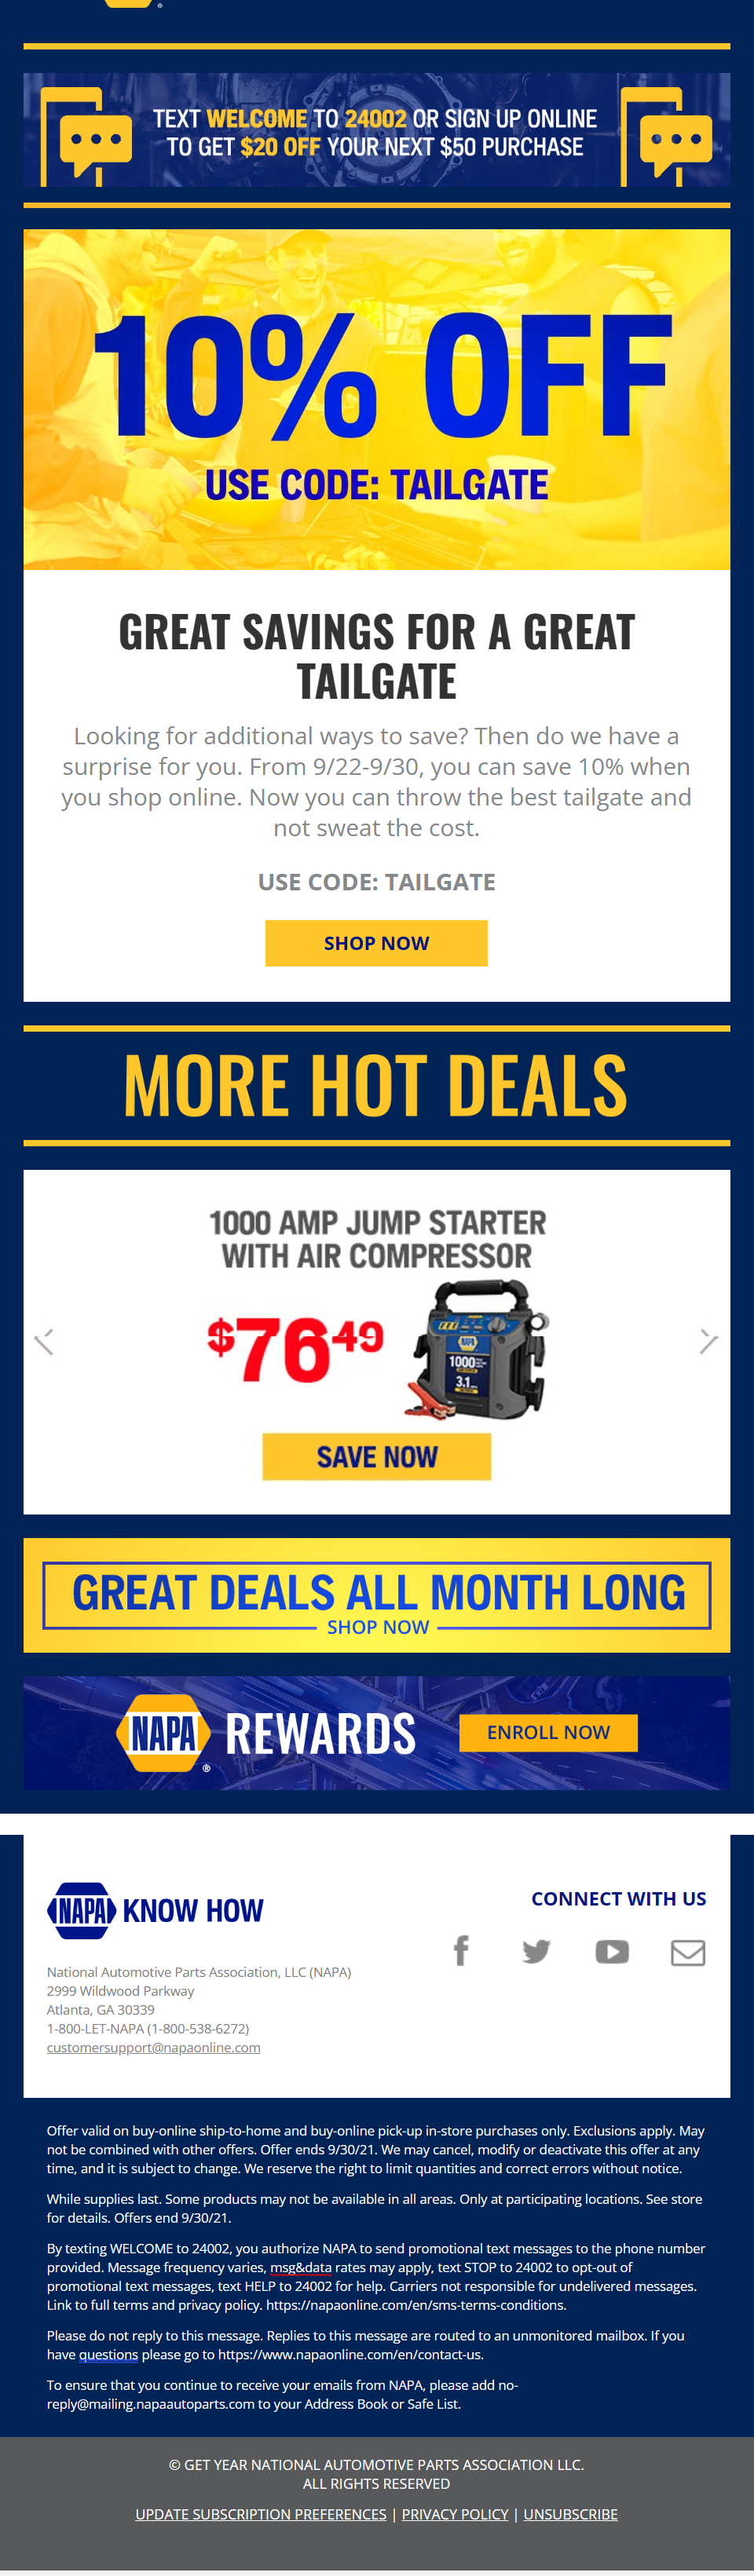 ®
TEXT WELCOME TO 24002 OR SIGN UP ONLINE
TO GET $20 OFF YOUR NEXT $50 PURCHASE
10% OFF
USE CODE: TAILGATE
GREAT SAVINGS FOR A GREAT
TAILGATE
Looking for additional ways to save? Then do we have a
surprise for you. From 9/22-9/30, you can save 10% when
you shop online. Now you can throw the best tailgate and
not sweat the cost.
USE CODE: TAILGATE
SHOP NOW
MORE HOT DEALS
1000 AMP JUMP STARTER
WITH AIR COMPRESSOR
$7649
NAPA
1000
3.1
SAVE NOW
GREAT DEALS ALL MONTH LONG
SHOP NOW
NAPA® REWARDS ENROLL NOW
NAPA KNOW HOW
CONNECT WITH US
National Automotive Parts Association, LLC (NAPA)
2999 Wildwood Parkway
Atlanta, GA 30339
1-800-LET-NAPA (1-800-538-6272)
customersupport@napaonline.com
Offer valid on buy-online ship-to-home and buy-online pick-up in-store purchases only. Exclusions apply. May
not be combined with other offers. Offer ends 9/30/21. We may cancel, modify or deactivate this offer at any
time, and it is subject to change. We reserve the right to limit quantities and correct errors without notice.
While supplies last. Some products may not be available in all areas. Only at participating locations. See store
for details. Offers end 9/30/21.
By texting WELCOME to 24002, you authorize NAPA to send promotional text messages to the phone number
provided. Message frequency varies, msg&data rates may apply, text STOP to 24002 to opt-out of
promotional text messages, text HELP to 24002 for help. Carriers not responsible for undelivered messages.
Link to full terms and privacy policy. https://napaonline.com/en/sms-terms-conditions.
Please do not reply to this message. Replies to this message are routed to an unmonitored mailbox. If you
have questions please go to https://www.napaonline.com/en/contact-us.
To ensure that you continue to receive your emails from NAPA, please add no-
reply@mailing.napaautoparts.com to your Address Book or Safe List.
© GET YEAR NATIONAL AUTOMOTIVE PARTS ASSOCIATION LLC.
ALL RIGHTS RESERVED
UPDATE SUBSCRIPTION PREFERENCES | PRIVACY POLICY | UNSUBSCRIBE